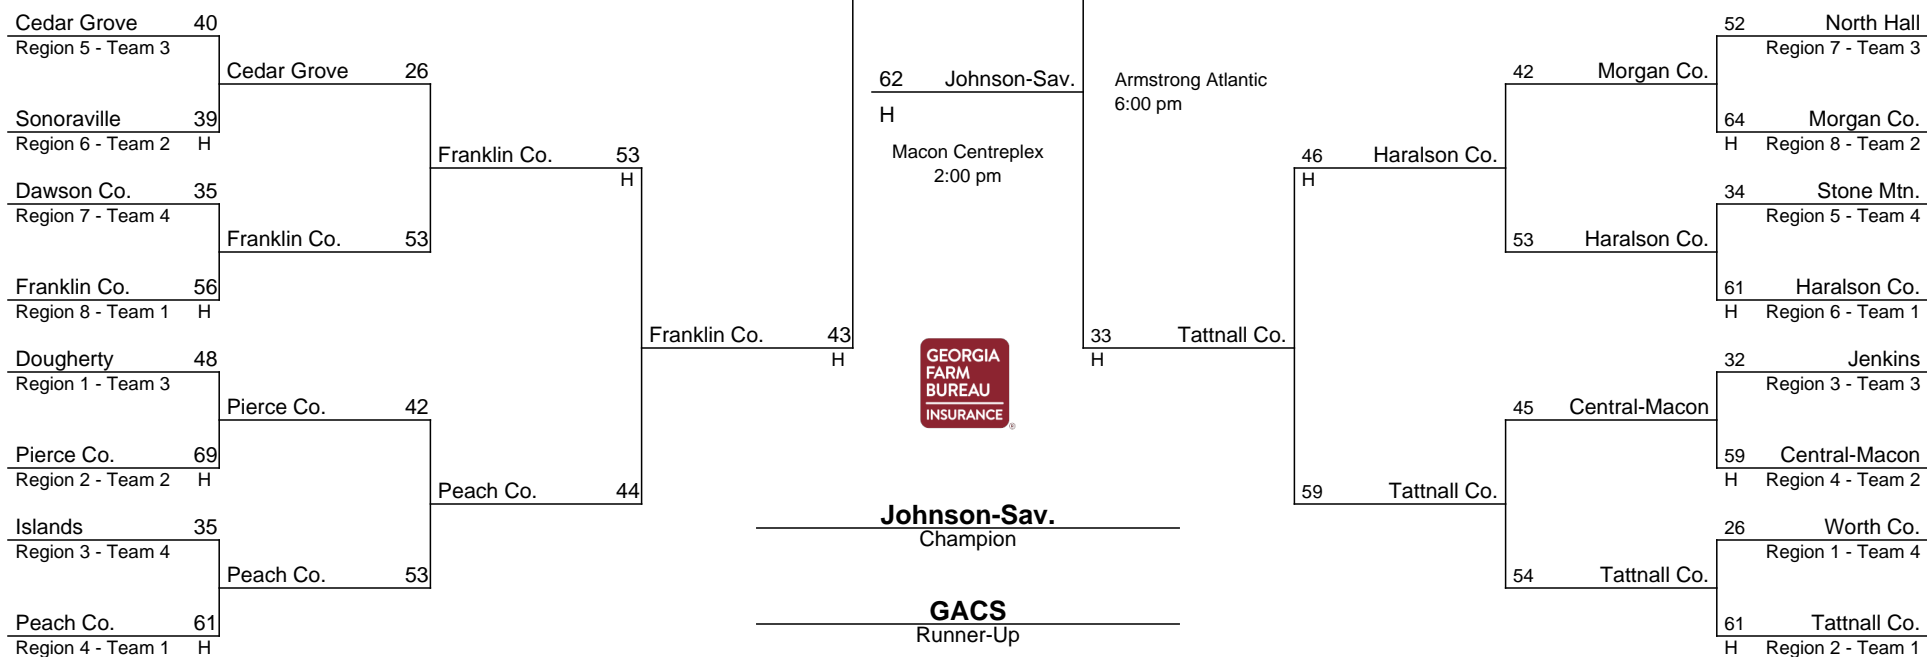 Cedar Grove 40
Region 5 - Team 3
Cedar Grove 26
Sonoraville 39
Region 6 - Team 2 H
Franklin Co. 53
H
Dawson Co. 35
Region 7 - Team 4
Franklin Co. 53
Franklin Co. 56
Region 8 - Team 1 H
Franklin Co. 43
H
Dougherty 48
Region 1 - Team 3
Pierce Co. 42
Pierce Co. 69
Region 2 - Team 2 H
Peach Co. 44
Islands 35
Region 3 - Team 4
Peach Co. 53
Peach Co. 61
Region 4 - Team 1 H
62 Johnson-Sav.
H
Macon Centreplex
2:00 pm
Armstrong Atlantic
6:00 pm
GEORGIA
FARM
BUREAU
INSURANCE
®
Johnson-Sav.
Champion
GACS
Runner-Up
33 Tattnall Co.
H
46 Haralson Co.
H
59 Tattnall Co.
42 Morgan Co.
53 Haralson Co.
45 Central-Macon
54 Tattnall Co.
52 North Hall
Region 7 - Team 3
64 Morgan Co.
H Region 8 - Team 2
34 Stone Mtn.
Region 5 - Team 4
61 Haralson Co.
H Region 6 - Team 1
32 Jenkins
Region 3 - Team 3
59 Central-Macon
H Region 4 - Team 2
26 Worth Co.
Region 1 - Team 4
61 Tattnall Co.
H Region 2 - Team 1